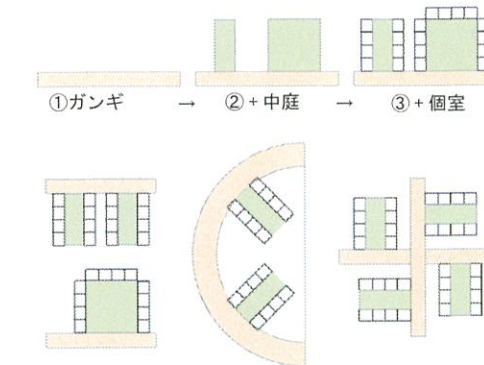 ①ガンギ → ②+中庭 → ③+個室